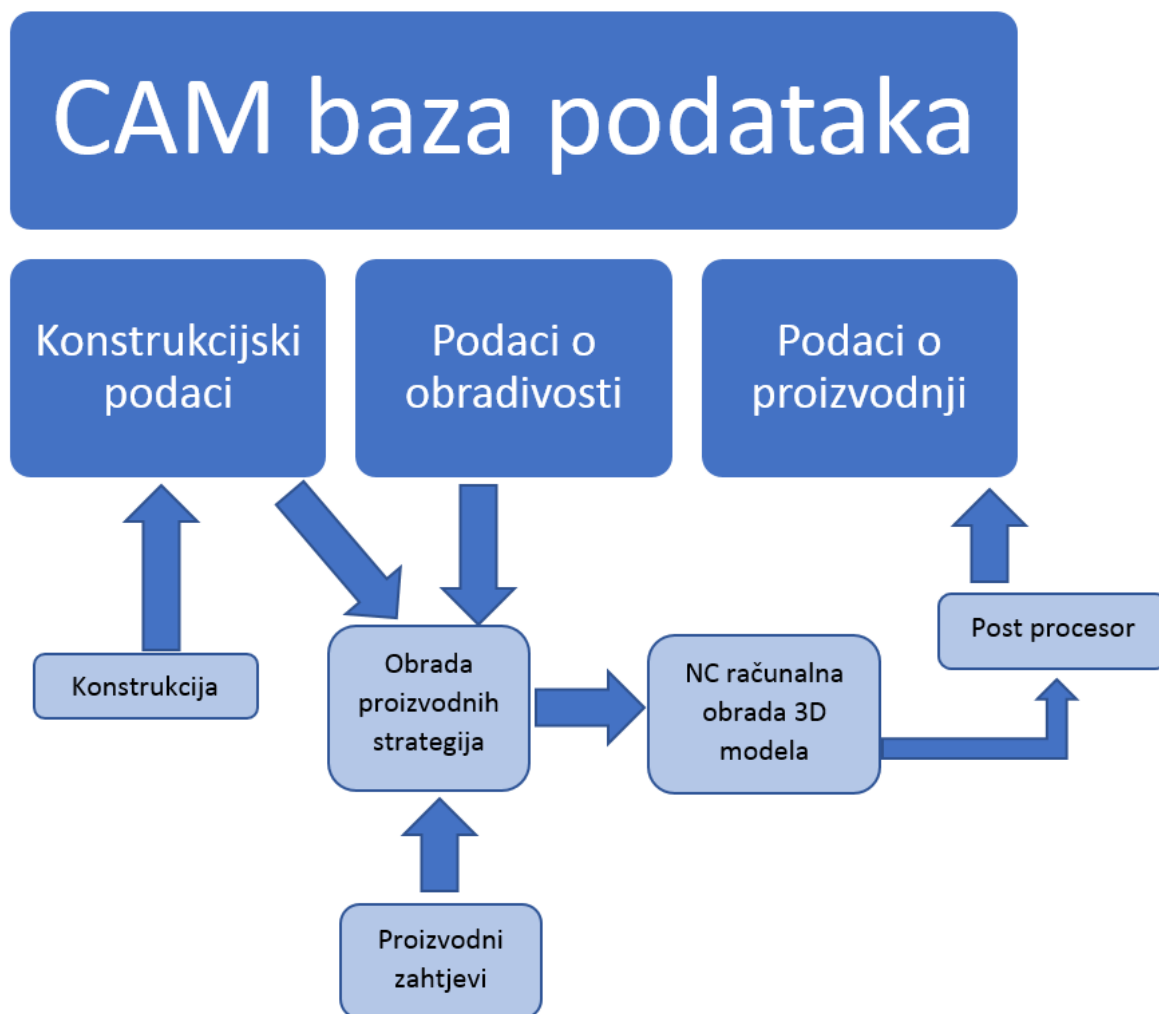 CAM baza podataka
Konstrukcijski
podaci
Podaci o
obradivosti
Podaci o
proizvodnji
Konstrukcija
Obrada
proizvodnih
strategija
NC računalna
obrada 3D
modela
Post procesor
Proizvodni
zahtjevi